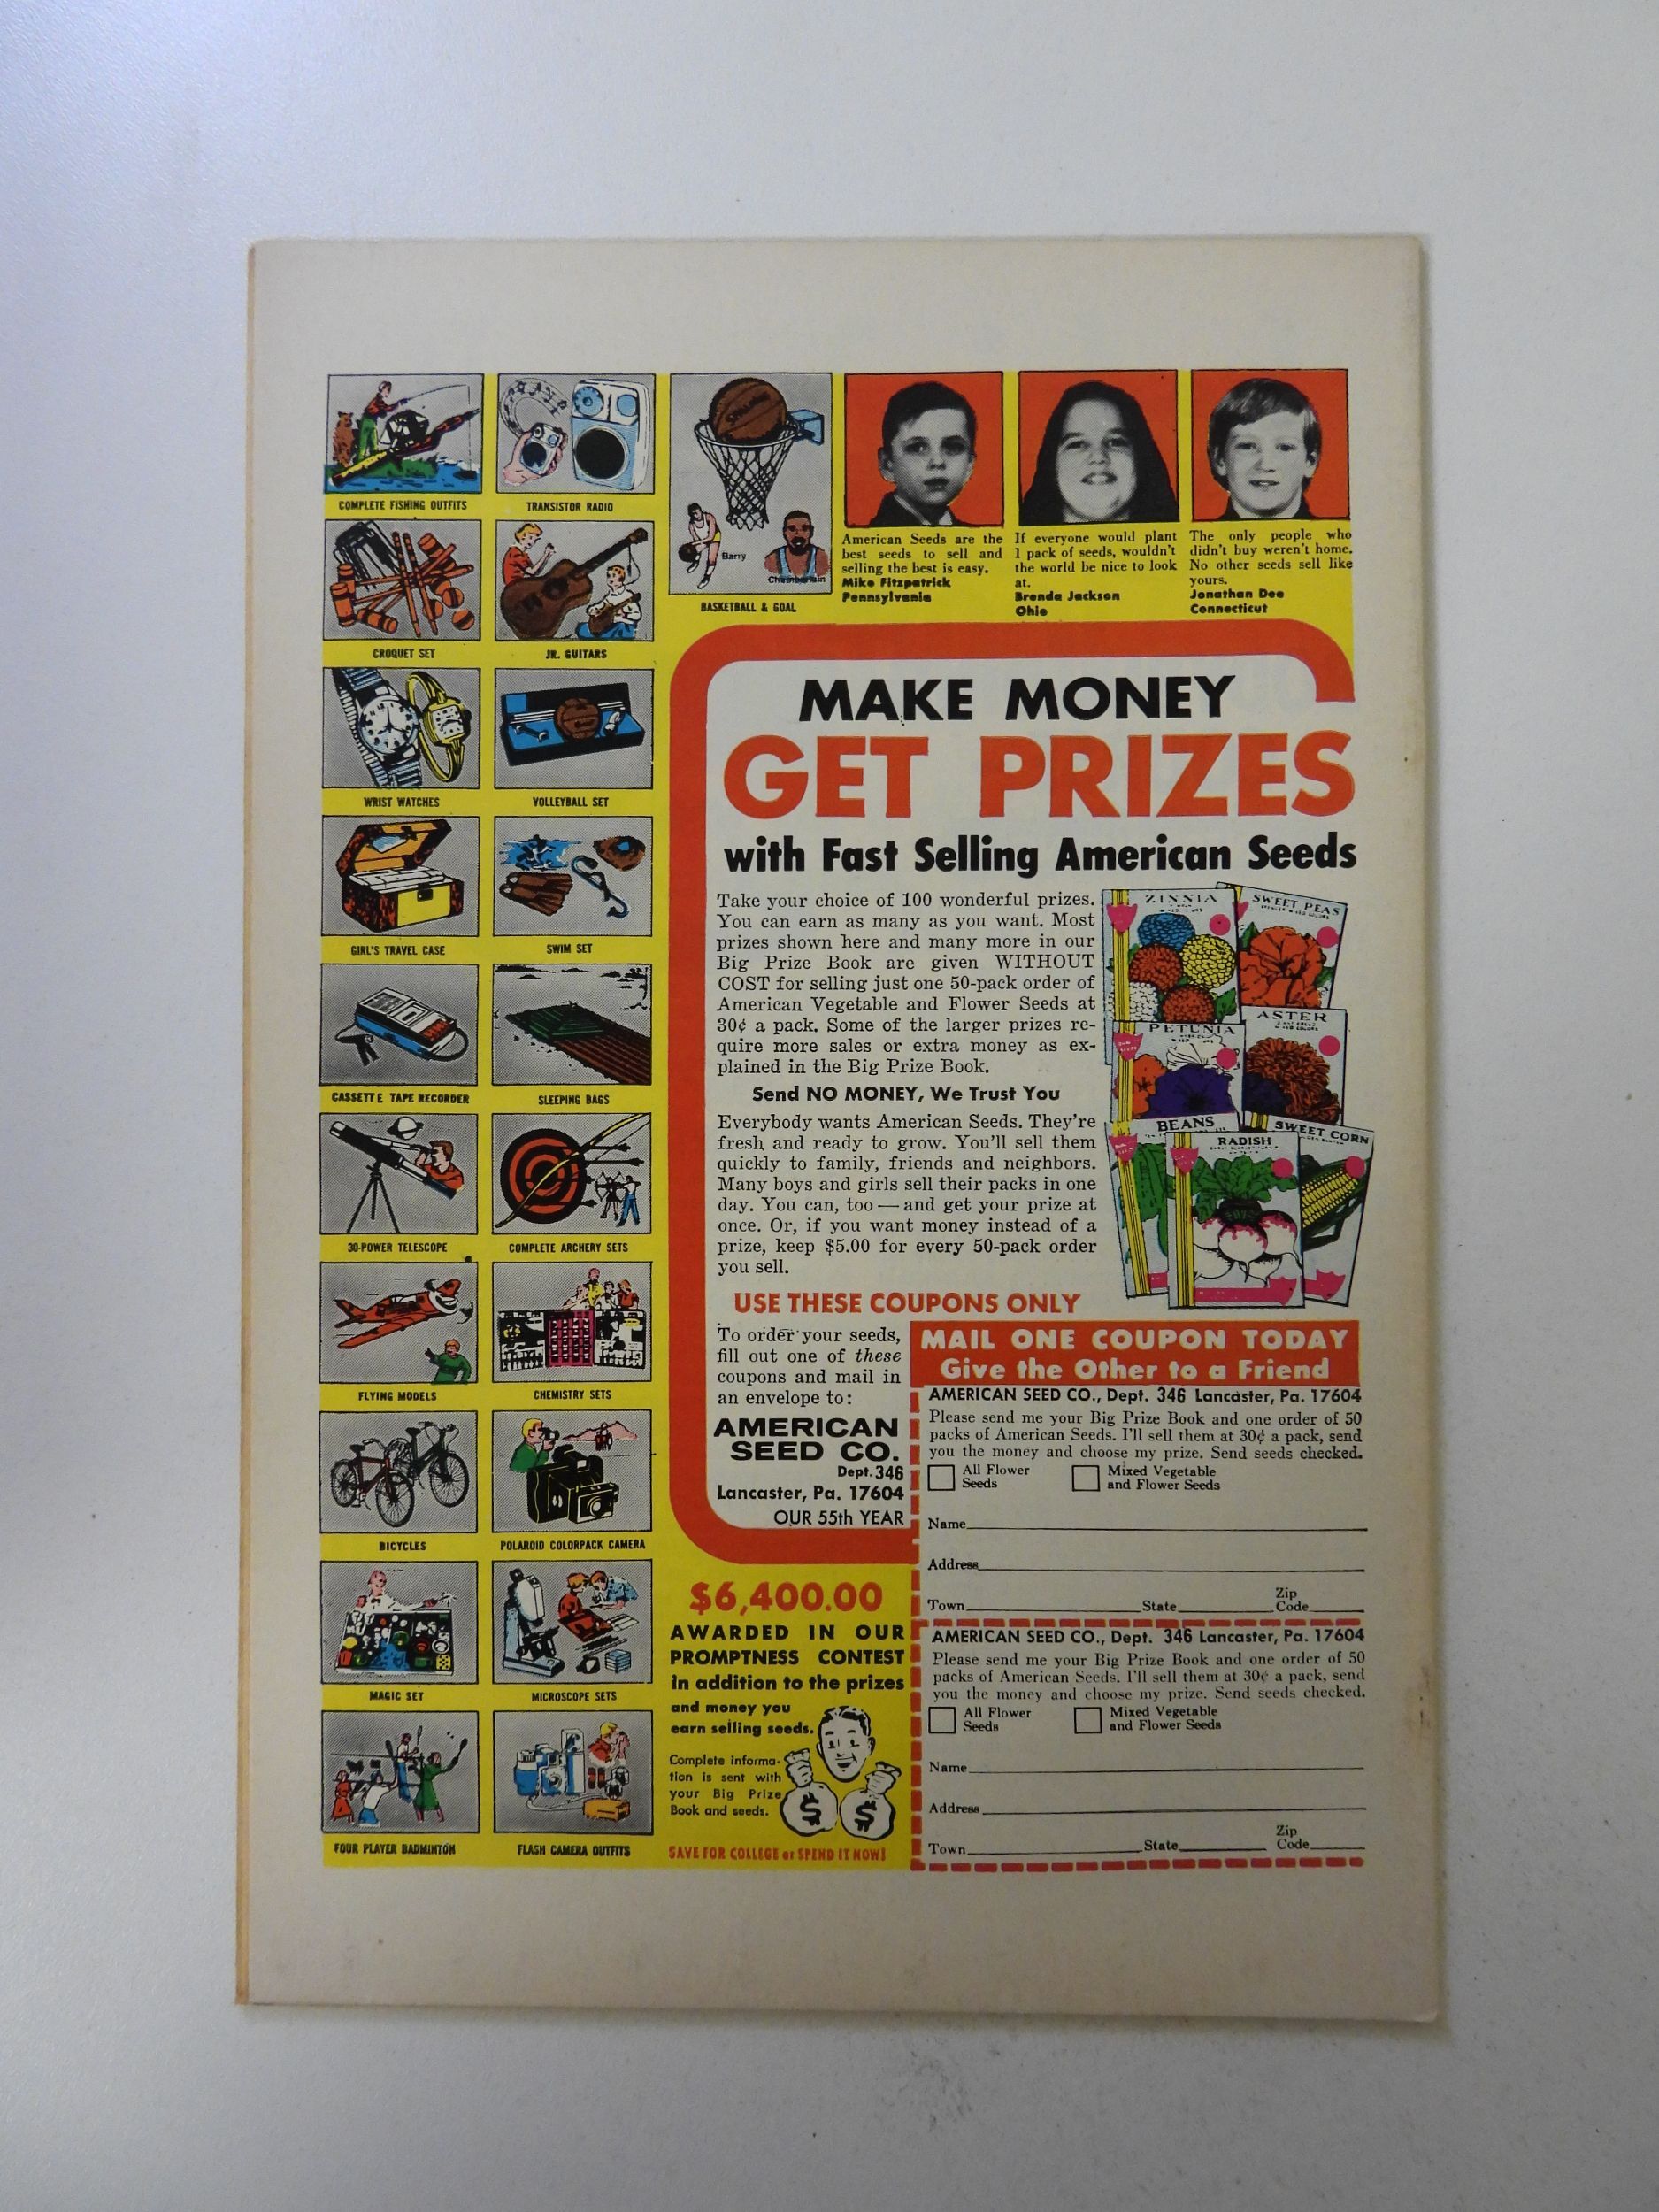 COMPLETE FISHING OUTFITS
TRANSISTOR RADIO
Spalding
Barry
Chamberlain
BASKETBALL & GOAL
CROQUET SET
JR. GUITARS
WRIST WATCHES
VOLLEYBALL SET
GIRL'S TRAVEL CASE
SWIM SET
CASSETTE TAPE RECORDER
SLEEPING BAGS
30-POWER TELESCOPE
COMPLETE ARCHERY SETS
FLYING MODELS
CHEMISTRY SETS
BICYCLES
POLAROID COLORPACK CAMERA
MAGIC SET
MICROSCOPE SETS
FOUR PLAYER BADMINTON
FLASH CAMERA OUTFITS
American Seeds are the
best seeds to sell and
selling the best is easy.
Mike Fitzpatrick
Pennsylvania
If everyone would plant
1 pack of seeds, wouldn't
the world be nice to look
at.
Brenda Jackson
Ohio
The only people who
didn't buy weren't home.
No other seeds sell like
yours.
Jonathan Dee
Connecticut
MAKE MONEY
GET PRIZES
with Fast Selling American Seeds
Take your choice of 100 wonderful prizes.
You can earn as many as you want. Most
prizes shown here and many more in our
Big Prize Book are given WITHOUT
COST for selling just one 50-pack order of
American Vegetable and Flower Seeds at
30¢ a pack. Some of the larger prizes re-
quire more sales or extra money as ex-
plained in the Big Prize Book.
Send NO MONEY, We Trust You
Everybody wants American Seeds. They're
fresh and ready to grow. You'll sell them
quickly to family, friends and neighbors.
Many boys and girls sell their packs in one
day. You can, too — and get your prize at
once. Or, if you want money instead of a
prize, keep $5.00 for every 50-pack order
you sell.
ZINNIA
SWEET PEAS
PETUNIA
ASTER
BEANS
RADISH
SWEET CORN
USE THESE COUPONS ONLY
To order your seeds,
fill out one of these
coupons and mail in
an envelope to:
AMERICAN
SEED CO.
Dept. 346
Lancaster, Pa. 17604
OUR 55th YEAR
MAIL ONE COUPON TODAY
Give the Other to a Friend
AMERICAN SEED CO., Dept. 346 Lancaster, Pa. 17604
Please send me your Big Prize Book and one order of 50
packs of American Seeds. I'll sell them at 30¢ a pack, send
you the money and choose my prize. Send seeds checked.
All Flower
Seeds
Mixed Vegetable
and Flower Seeds
Name
Address
Town State Zip
Code
AMERICAN SEED CO., Dept. 346 Lancaster, Pa. 17604
Please send me your Big Prize Book and one order of 50
packs of American Seeds. I'll sell them at 30¢ a pack, send
you the money and choose my prize. Send seeds checked.
All Flower
Seeds
Mixed Vegetable
and Flower Seeds
Name
Address
Town State Zip
Code
$6,400.00
AWARDED IN OUR
PROMPTNESS CONTEST
in addition to the prizes
and money you
earn selling seeds.
Complete informa-
tion is sent with
your Big Prize
Book and seeds.
$ $
SAVE FOR COLLEGE or SPEND IT NOW!